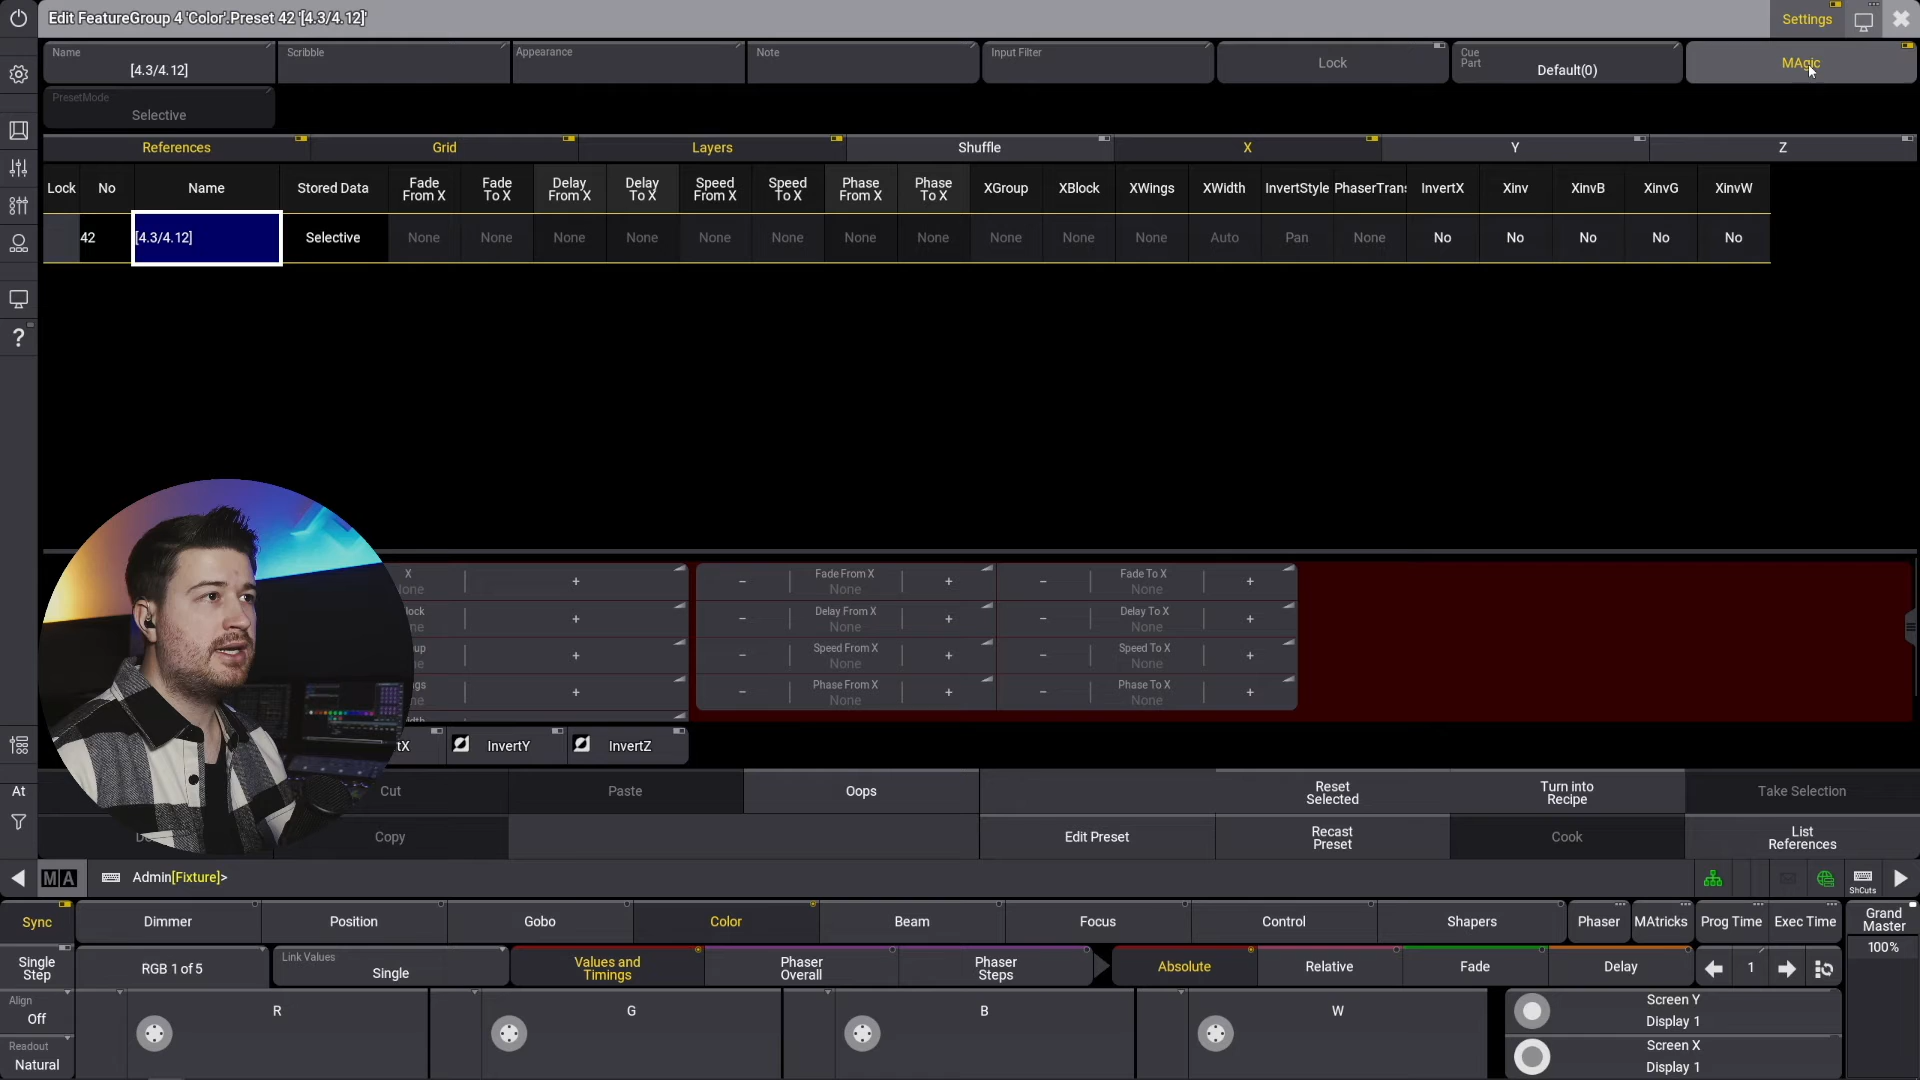 Edit FeatureGroup 4 'Color'.Preset 42 '[4.3/4.12]'
Settings
Name
[4.3/4.12]
Scribble
Appearance
Note
Input Filter
Lock
Cue
Part
Default(0)
MAgic
PresetMode
Selective
References
Grid
Layers
Shuffle
X
Y
Z
Lock
No
Name
Stored Data
Fade
From X
Fade
To X
Delay
From X
Delay
To X
Speed
From X
Speed
To X
Phase
From X
Phase
To X
XGroup
XBlock
XWings
XWidth
InvertStyle
PhaserTrans
InvertX
Xinv
XinvB
XinvG
XinvW
42
[4.3/4.12]
Selective
None
None
None
None
None
None
None
None
None
None
None
Auto
Pan
None
No
No
No
No
No
X
+
+
+
+
- Fade From X +
None
- Fade To X +
None
- Delay From X +
None
- Delay To X +
None
- Speed From X +
None
- Speed To X +
None
- Phase From X +
None
- Phase To X +
None
InvertY
InvertZ
Cut
Paste
Oops
Reset
Selected
Turn into
Recipe
Take Selection
Copy
Edit Preset
Recast
Preset
Cook
List
References
At
MA
Admin[Fixture]>
ShCuts
Sync
Dimmer
Position
Gobo
Color
Beam
Focus
Control
Shapers
Phaser
MAtricks
Prog Time
Exec Time
Grand
Master
100%
Single
Step
RGB 1 of 5
Link Values
Single
Values and
Timings
Phaser
Overall
Phaser
Steps
Absolute
Relative
Fade
Delay
1
Align
Off
Readout
Natural
R
G
B
W
Screen Y
Display 1
Screen X
Display 1